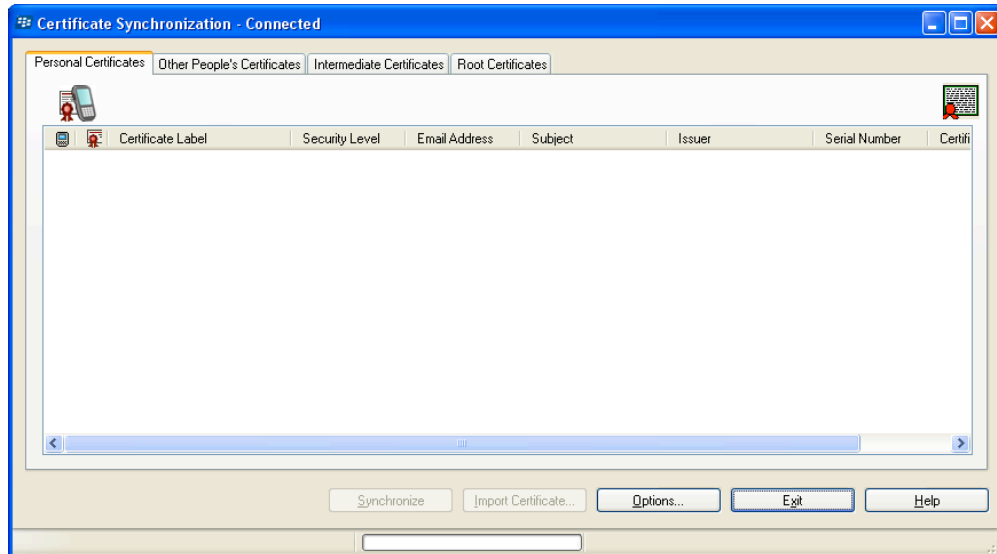 Certificate Synchronization - Connected
Personal Certificates Other People's Certificates Intermediate Certificates Root Certificates
Certificate Label Security Level Email Address Subject Issuer Serial Number Certifi
Synchronize Import Certificate... Options... Exit Help